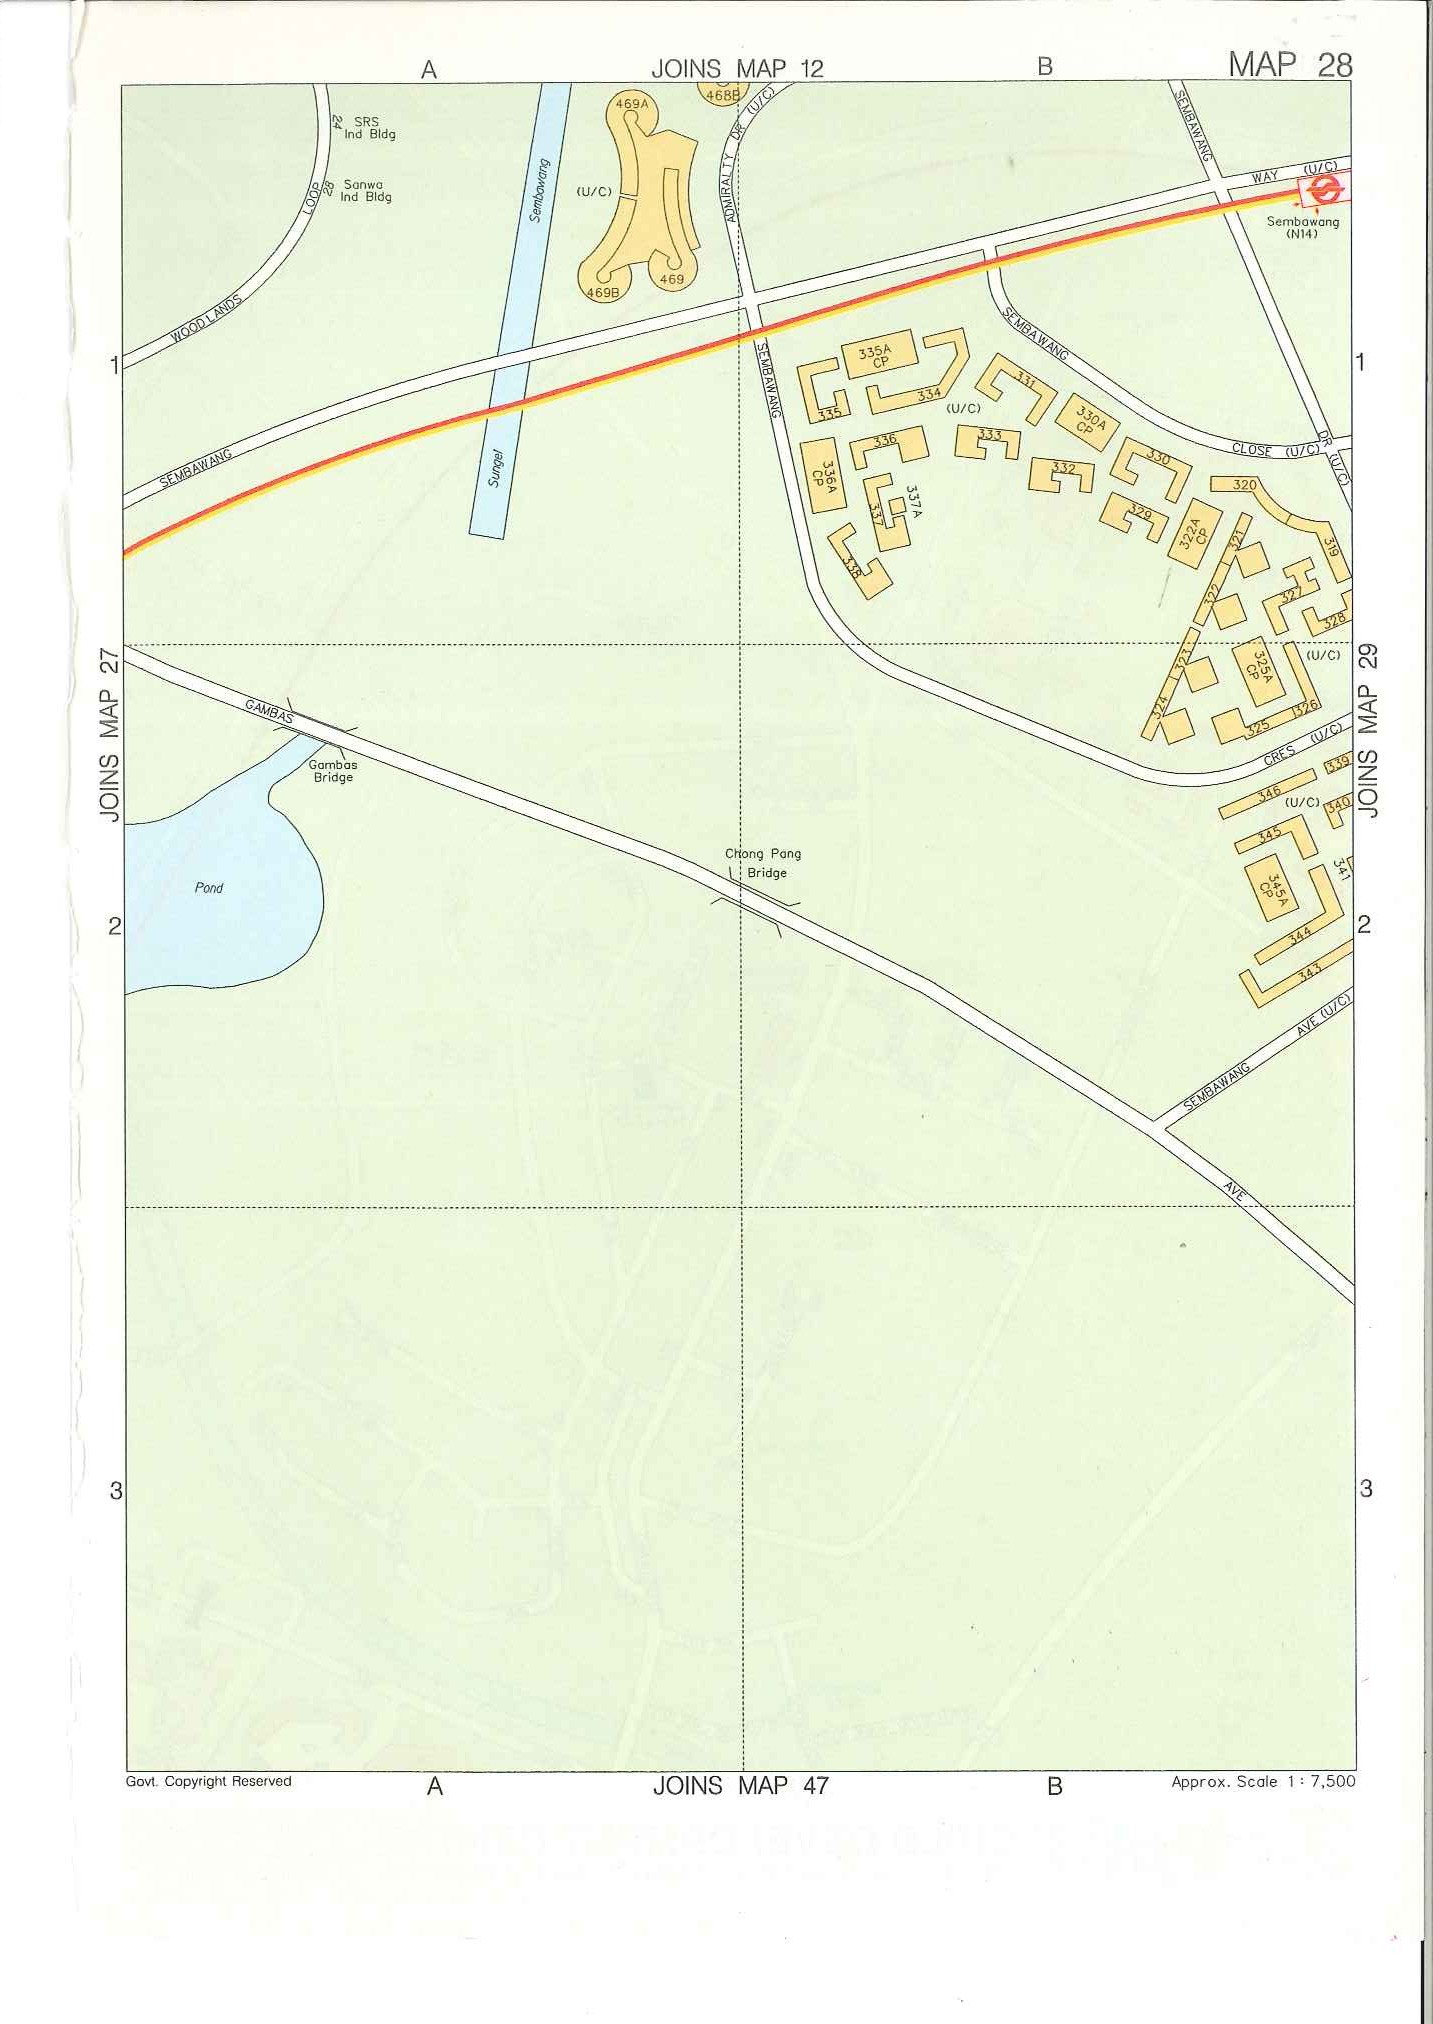 A
JOINS MAP 12
B
MAP 28
24
SRS
Ind Bldg
28
Sanwa
Ind Bldg
LOOP
WOODLANDS
Sembawang
Sungei
469A
468B
(U/C)
469B
469
ADMIRALTY DR (U/C)
SEMBAWANG
WAY (U/C)
Sembawang
(N14)
1
1
SEMBAWANG
SEMBAWANG
SEMBAWANG
CLOSE (U/C)
DR (U/C)
335A
CP
334
335
(U/C)
331
330A
CP
336
333
332
330
336A
CP
337
337A
338
329
322A
CP
320
321
319
322
327
328
323
325A
CP
(U/C)
324
325
326
CRES (U/C)
JOINS MAP 27
JOINS MAP 29
GAMBAS
Gambas
Bridge
339
346
(U/C)
340
345
341
345A
CP
344
343
Pond
Chong Pang
Bridge
2
2
SEMBAWANG
AVE (U/C)
AVE
3
3
Govt. Copyright Reserved
A
JOINS MAP 47
B
Approx. Scale 1 : 7,500